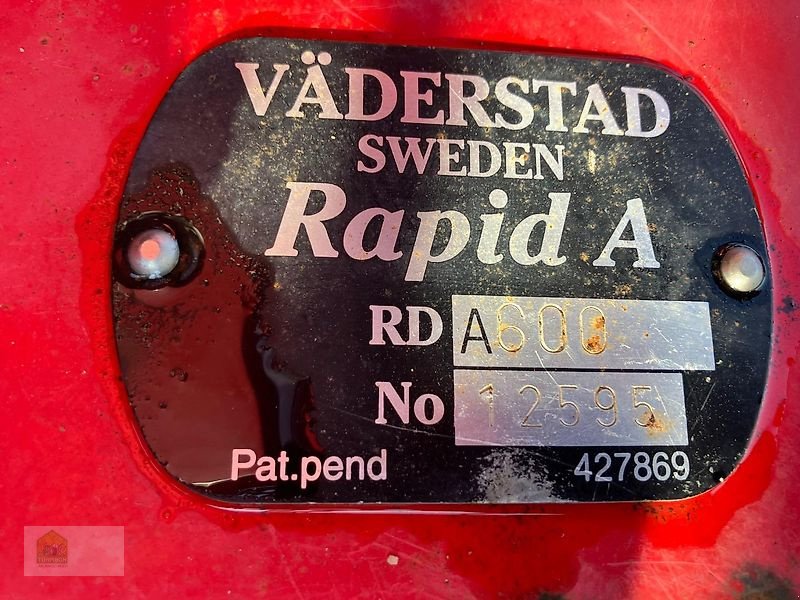 VÄDERSTAD
SWEDEN
Rapid A
RD A600
No 12595
Pat.pend 427869